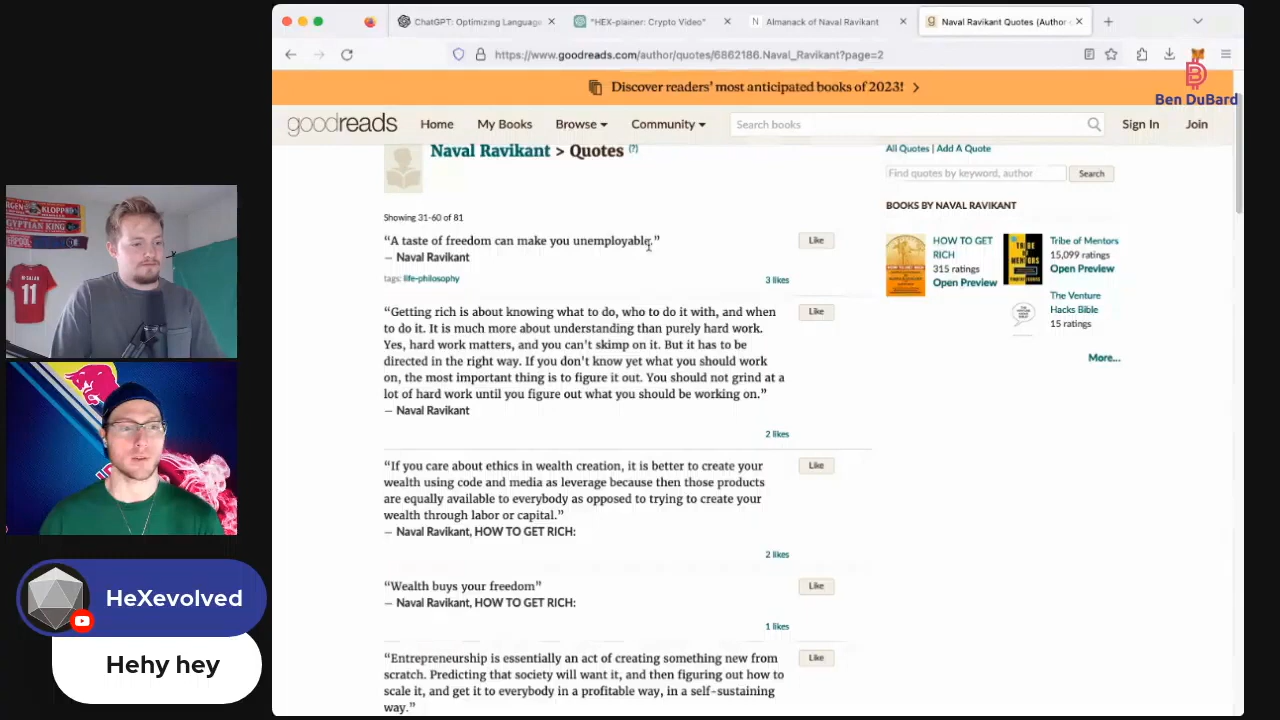 ChatGPT: Optimizing Language
"HEX-plainer: Crypto Video"
Almanack of Naval Ravikant
Naval Ravikant Quotes (Author
https://www.goodreads.com/author/quotes/6862186.Naval_Ravikant?page=2
Ben DuBard
Discover readers' most anticipated books of 2023!
goodreads
Home
My Books
Browse
Community
Search books
Sign In
Join
Naval Ravikant > Quotes (?)
All Quotes | Add A Quote
Find quotes by keyword, author
Search
Showing 31-60 of 81
“A taste of freedom can make you unemployable.”
― Naval Ravikant
tags: life-philosophy
3 likes
Like
“Getting rich is about knowing what to do, who to do it with, and when
to do it. It is much more about understanding than purely hard work.
Yes, hard work matters, and you can't skimp on it. But it has to be
directed in the right way. If you don't know yet what you should work
on, the most important thing is to figure it out. You should not grind at a
lot of hard work until you figure out what you should be working on.”
― Naval Ravikant
2 likes
Like
“If you care about ethics in wealth creation, it is better to create your
wealth using code and media as leverage because then those products
are equally available to everybody as opposed to trying to create your
wealth through labor or capital.”
― Naval Ravikant, HOW TO GET RICH:
2 likes
Like
“Wealth buys your freedom”
― Naval Ravikant, HOW TO GET RICH:
1 likes
Like
“Entrepreneurship is essentially an act of creating something new from
scratch. Predicting that society will want it, and then figuring out how to
scale it, and get it to everybody in a profitable way, in a self-sustaining
way.”
Like
BOOKS BY NAVAL RAVIKANT
HOW TO GET
RICH
315 ratings
Open Preview
TRIBE OF MENTORS
Tribe of Mentors
15,099 ratings
Open Preview
The Venture
Hacks Bible
15 ratings
More...
KLOPP
EGYPTIAN KING
M.SALAH
11
HeXevolved
Hehy hey